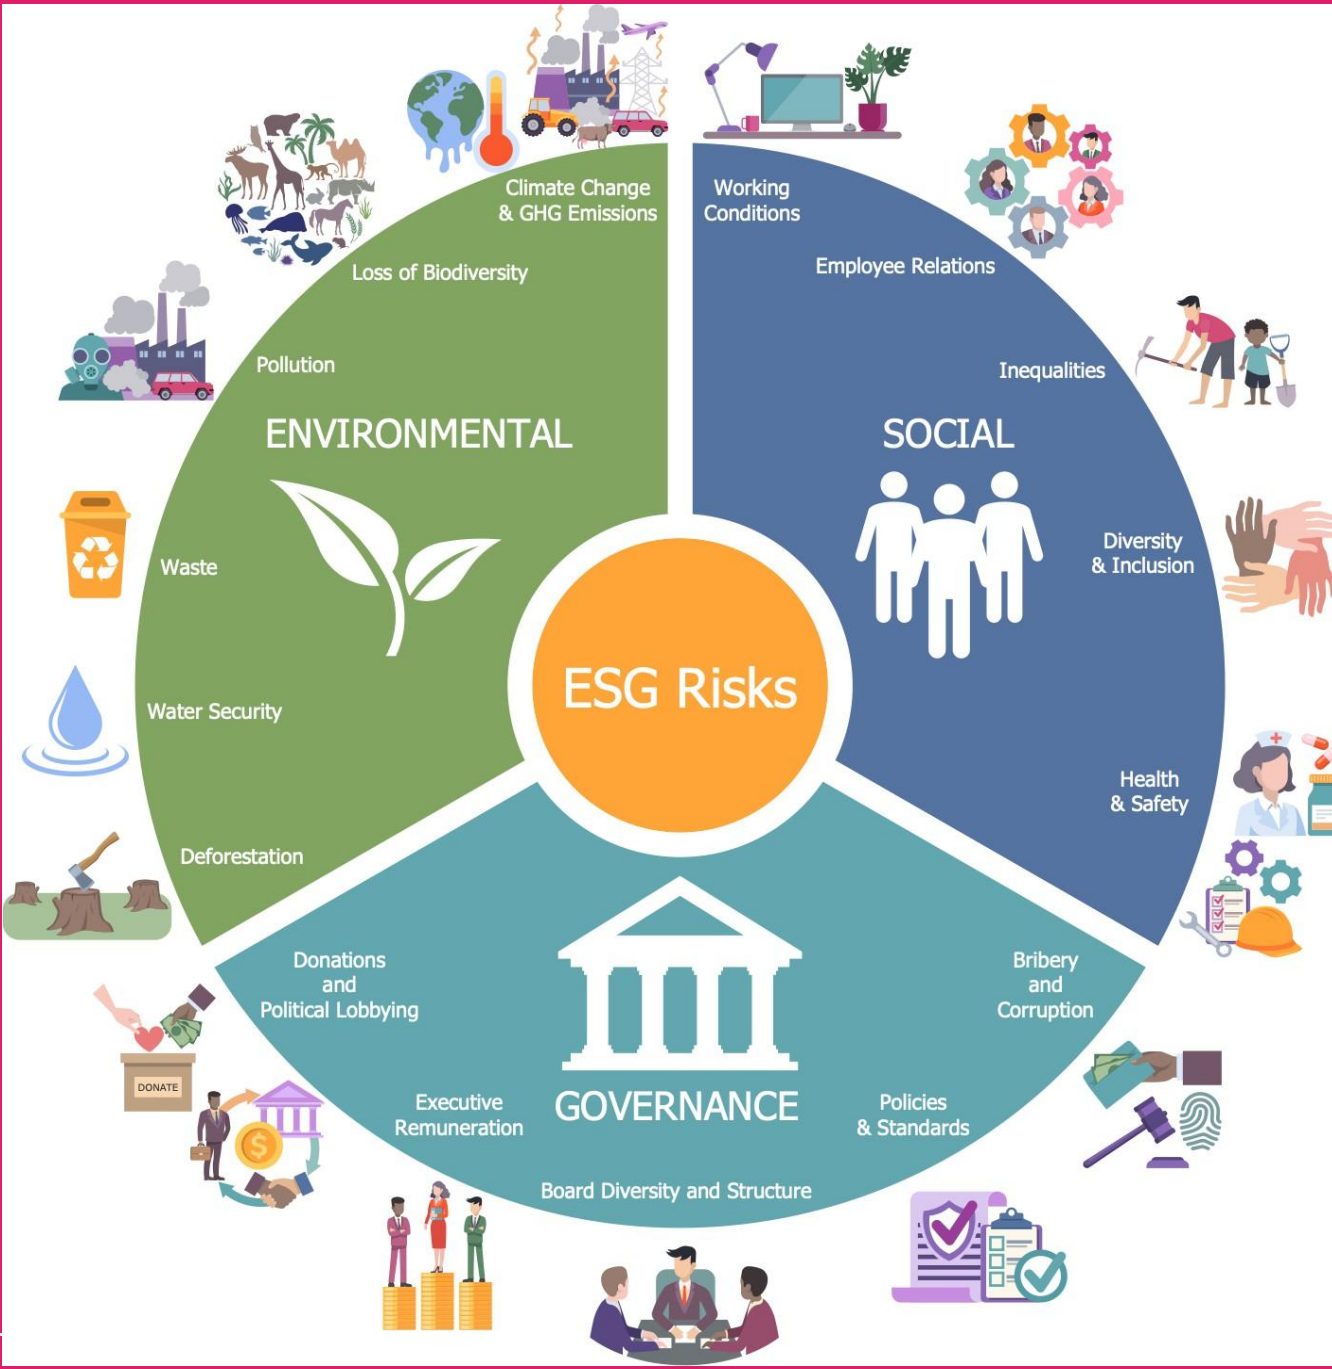 Climate Change
& GHG Emissions
Loss of Biodiversity
Pollution
ENVIRONMENTAL
Waste
Water Security
Deforestation
Working
Conditions
Employee Relations
Inequalities
SOCIAL
Diversity
& Inclusion
Health
& Safety
ESG Risks
Donations
and
Political Lobbying
Executive
Remuneration
GOVERNANCE
Board Diversity and Structure
Policies
& Standards
Bribery
and
Corruption
DONATE
$